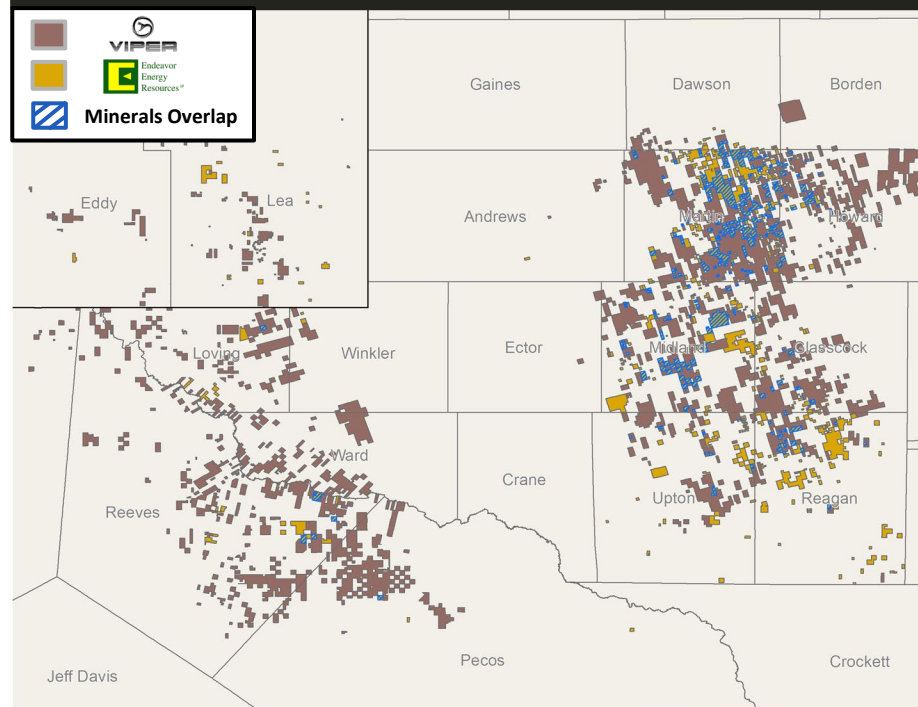 VIPER
Endeavor
Energy
Resources LP
Minerals Overlap
Gaines
Dawson
Borden
Eddy
Lea
Andrews
Martin
Howard
Loving
Winkler
Ector
Midland
Glasscock
Ward
Crane
Reeves
Upton
Reagan
Jeff Davis
Pecos
Crockett